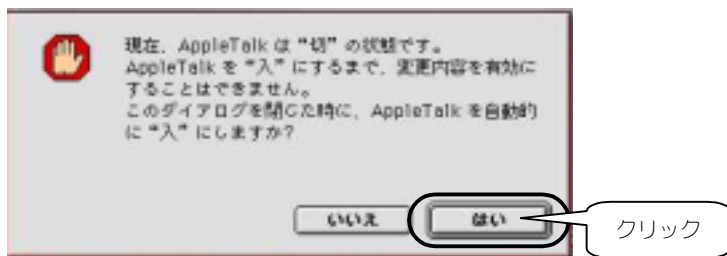 現在、AppleTalk は “切” の状態です。
AppleTalk を “入” にするまで、変更内容を有効に
することはできません。
このダイアログを閉じた時に、AppleTalk を自動的
に “入” にしますか?
いいえ
はい
クリック